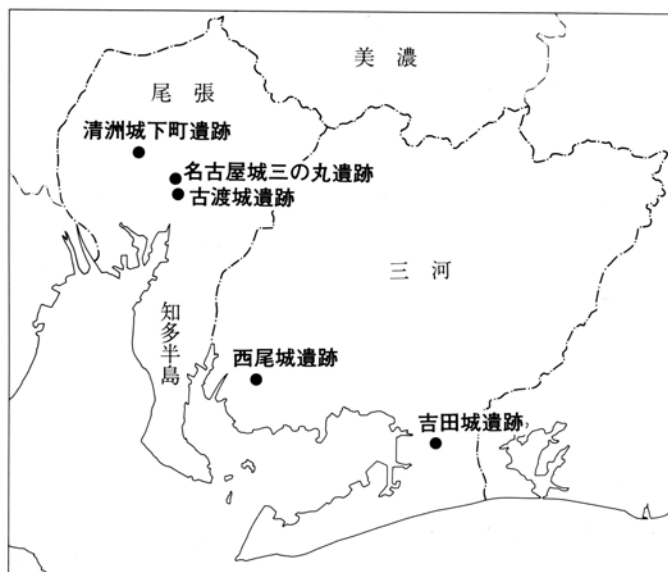 美濃
尾張
清洲城下町遺跡
名古屋城三の丸遺跡
古渡城遺跡
三河
知多半島
西尾城遺跡
吉田城遺跡